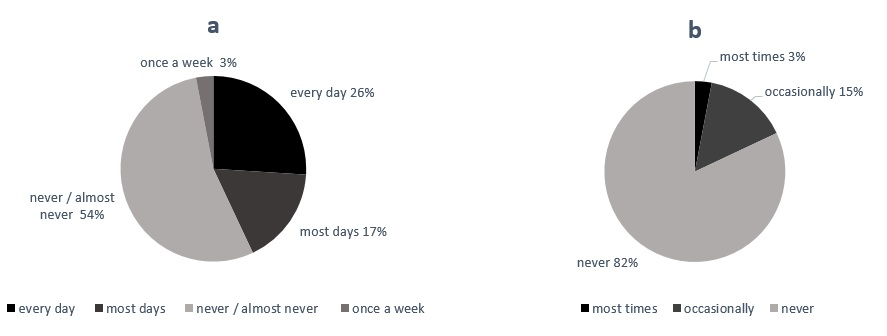 a
once a week 3%
every day 26%
never / almost
never 54%
most days 17%
every day most days never / almost never once a week
b
most times 3%
occasionally 15%
never 82%
most times occasionally never